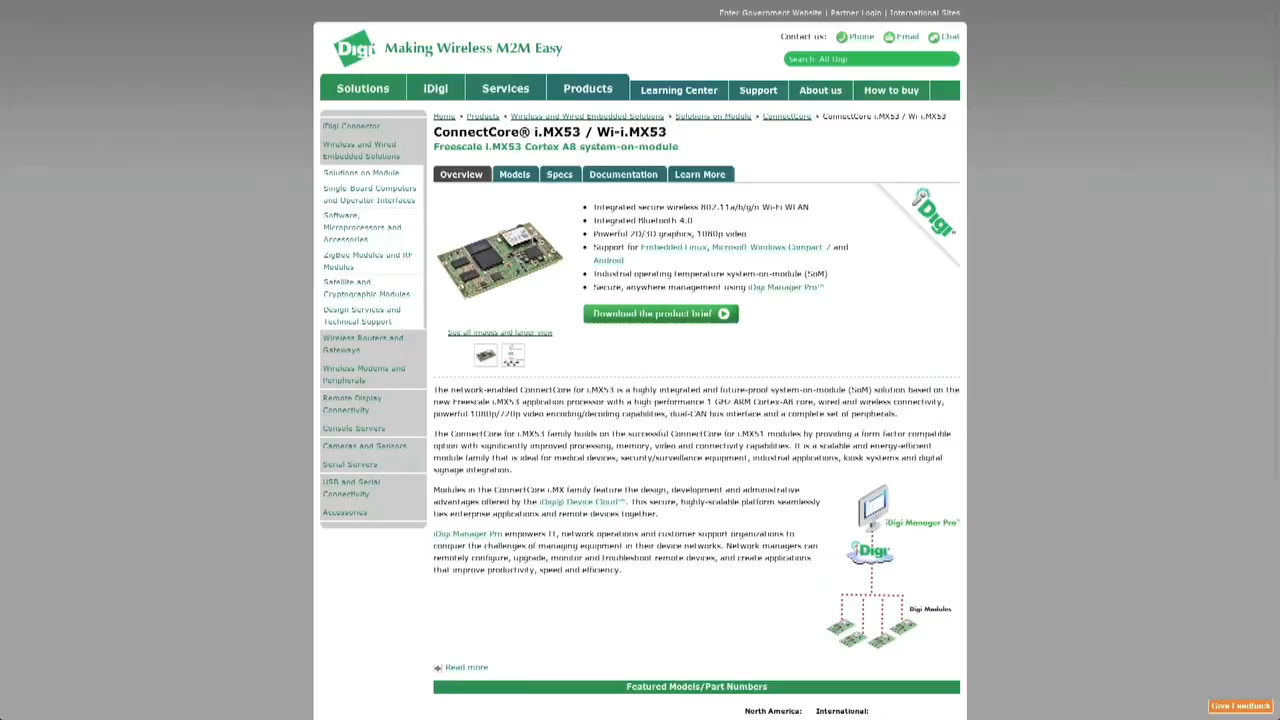 Enter Government Website | Partner Login | International Sites
Digi Making Wireless M2M Easy
Contact us: Phone Email Chat
Search: All Digi
Solutions iDigi Services Products Learning Center Support About us How to buy
iDigi Connector
Wireless and Wired
Embedded Solutions
Solutions on Module
Single Board Computers
and Operator Interfaces
Software,
Microprocessors and
Accessories
ZigBee Modules and RF
Modules
Satellite and
Cryptographic Modules
Design Services and
Technical Support
Wireless Routers and
Gateways
Wireless Modems and
Peripherals
Remote Display
Connectivity
Console Servers
Cameras and Sensors
Serial Servers
USB and Serial
Connectivity
Accessories
Home Products Wireless and Wired Embedded Solutions Solutions on Module ConnectCore ConnectCore i.MX53 / Wi-i.MX53
ConnectCore® i.MX53 / Wi-i.MX53
Freescale i.MX53 Cortex A8 system-on-module
Overview Models Specs Documentation Learn More
iDigi
• Integrated secure wireless 802.11a/b/g/n Wi-Fi WLAN
• Integrated Bluetooth 4.0
• Powerful 2D/3D graphics, 1080p video
• Support for Embedded Linux, Microsoft Windows Compact 7 and
Android
• Industrial operating temperature system-on-module (SoM)
• Secure, anywhere management using iDigi Manager Pro™
Download the product brief
See all images and larger view
The network-enabled ConnectCore for i.MX53 is a highly integrated and future-proof system-on-module (SoM) solution based on the
new Freescale i.MX53 application processor with a high performance 1 GHz ARM Cortex-A8 core, wired and wireless connectivity,
powerful 1080p/720p video encoding/decoding capabilities, dual-CAN bus interface and a complete set of peripherals.
The ConnectCore for i.MX53 family builds on the successful ConnectCore for i.MX51 modules by providing a form factor compatible
option with significantly improved processing, memory, video and connectivity capabilities. It is a scalable and energy-efficient
module family that is ideal for medical devices, security/surveillance equipment, industrial applications, kiosk systems and digital
signage integration.
Modules in the ConnectCore i.MX family feature the design, development and administrative
advantages offered by the iDigi® Device Cloud™. This secure, highly-scalable platform seamlessly
ties enterprise applications and remote devices together.
iDigi Manager Pro empowers IT, network operations and customer support organizations to
conquer the challenges of managing equipment in their device networks. Network managers can
remotely configure, upgrade, monitor and troubleshoot remote devices, and create applications
that improve productivity, speed and efficiency.
iDigi Manager Pro™
iDigi
Digi Modules
Read more
Featured Models/Part Numbers
North America: International:
Give Feedback